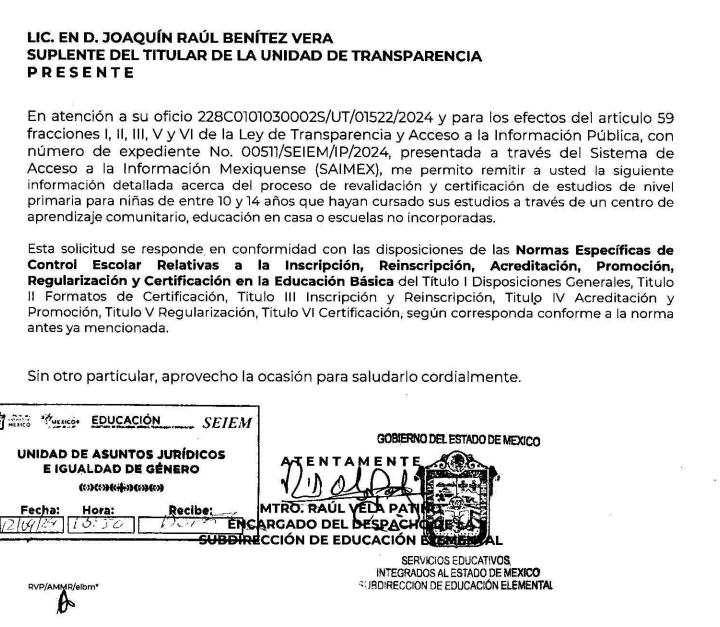 LIC. EN D. JOAQUÍN RAÚL BENÍTEZ VERA
SUPLENTE DEL TITULAR DE LA UNIDAD DE TRANSPARENCIA
P R E S E N T E
En atención a su oficio 228C0101030002S/UT/01522/2024 y para los efectos del articulo 59
fracciones I, II, III, V y VI de la Ley de Transparencia y Acceso a la Información Pública, con
número de expediente No. 00511/SEIEM/IP/2024, presentada a través del Sistema de
Acceso a la Información Mexiquense (SAIMEX), me permito remitir a usted la siguiente
información detallada acerca del proceso de revalidación y certificación de estudios de nivel
primaria para niñas de entre 10 y 14 años que hayan cursado sus estudios a través de un centro de
aprendizaje comunitario, educación en casa o escuelas no incorporadas.
Esta solicitud se responde en conformidad con las disposiciones de las Normas Específicas de
Control Escolar Relativas a la Inscripción, Reinscripción, Acreditación, Promoción,
Regularización y Certificación en la Educación Básica del Título I Disposiciones Generales, Titulo
II Formatos de Certificación, Titulo III Inscripción y Reinscripción, Titulo IV Acreditación y
Promoción, Titulo V Regularización, Titulo VI Certificación, según corresponda conforme a la norma
antes ya mencionada.
Sin otro particular, aprovecho la ocasión para saludarlo cordialmente.
MÉXICO EDUCACIÓN SEIEM
UNIDAD DE ASUNTOS JURÍDICOS
E IGUALDAD DE GÉNERO
Fecha: Hora: Recibe:
GOBIERNO DEL ESTADO DE MEXICO
A T E N T A M E N T E
MTRO. RAÚL VELA
ENCARGADO DEL DESPACHO DE LA
SUBDIRECCIÓN DE EDUCACIÓN ELEMENTAL
SERVICIOS EDUCATIVOS
INTEGRADOS AL ESTADO DE MEXICO
SUBDIRECCION DE EDUCACIÓN ELEMENTAL
RVP/AMMR/elbm*